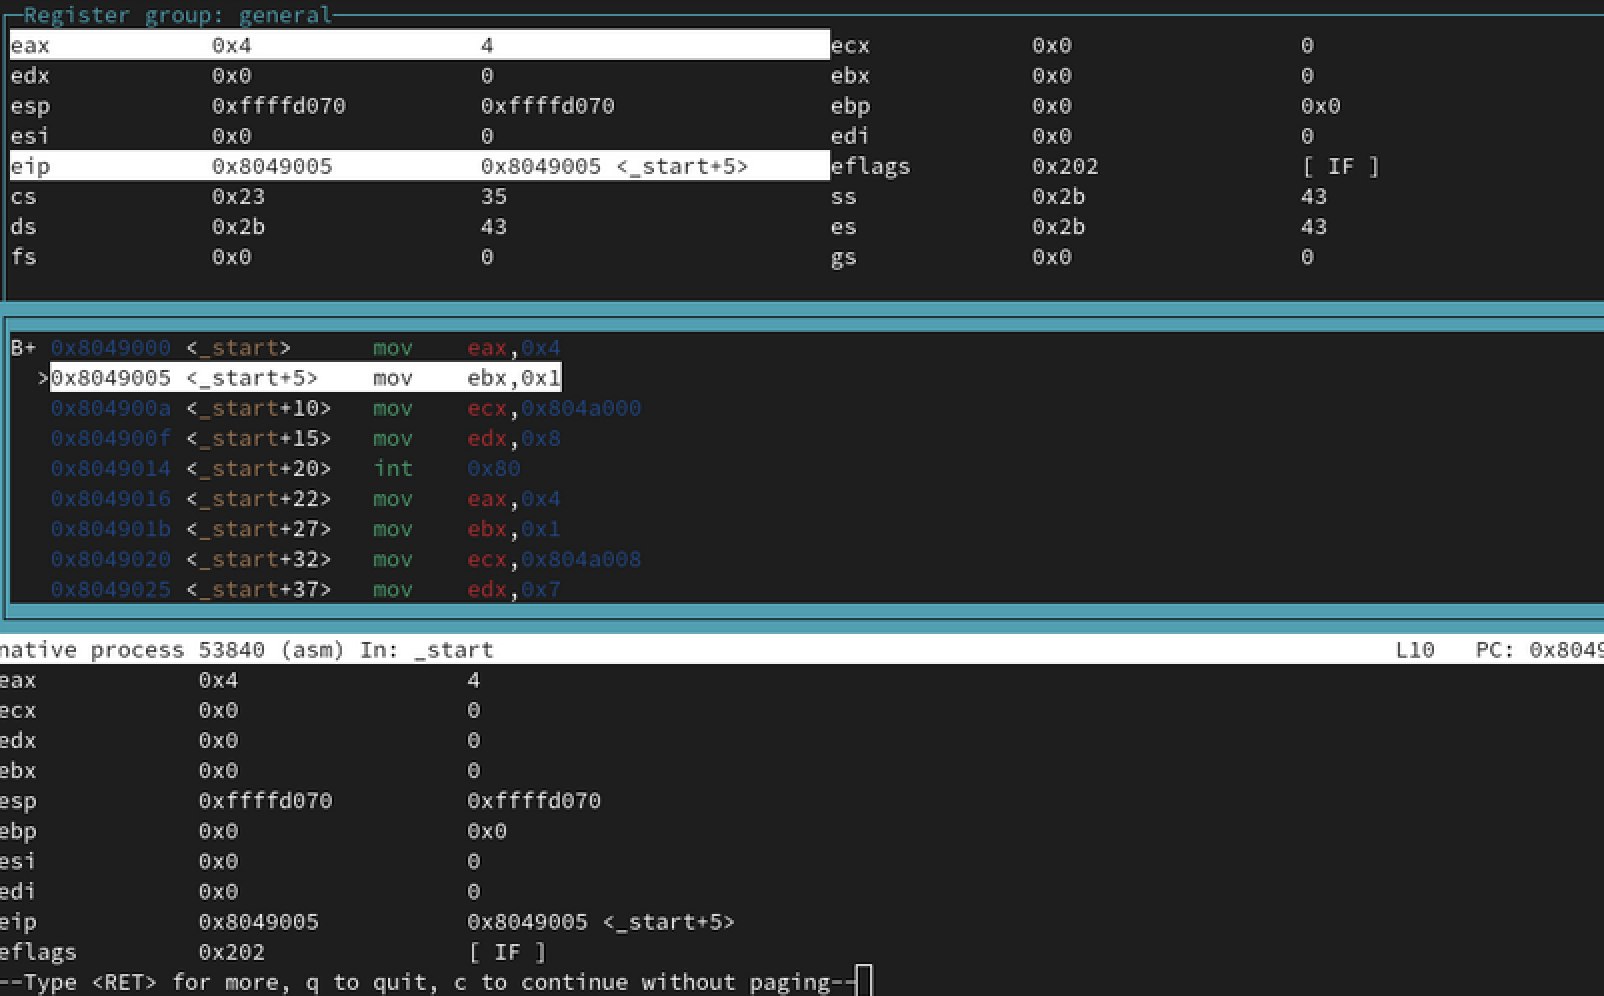 Register group: general
eax 0x4 4 ecx 0x0 0
edx 0x0 0 ebx 0x0 0
esp 0xffffd070 0xffffd070 ebp 0x0 0x0
esi 0x0 0 edi 0x0 0
eip 0x8049005 0x8049005 <_start+5> eflags 0x202 [ IF ]
cs 0x23 35 ss 0x2b 43
ds 0x2b 43 es 0x2b 43
fs 0x0 0 gs 0x0 0
B+ 0x8049000 <_start> mov eax,0x4
>0x8049005 <_start+5> mov ebx,0x1
0x804900a <_start+10> mov ecx,0x804a000
0x804900f <_start+15> mov edx,0x8
0x8049014 <_start+20> int 0x80
0x8049016 <_start+22> mov eax,0x4
0x804901b <_start+27> mov ebx,0x1
0x8049020 <_start+32> mov ecx,0x804a008
0x8049025 <_start+37> mov edx,0x7
native process 53840 (asm) In: _start L10 PC: 0x8049
eax 0x4 4
ecx 0x0 0
edx 0x0 0
ebx 0x0 0
esp 0xffffd070 0xffffd070
ebp 0x0 0x0
esi 0x0 0
edi 0x0 0
eip 0x8049005 0x8049005 <_start+5>
eflags 0x202 [ IF ]
--Type <RET> for more, q to quit, c to continue without paging--